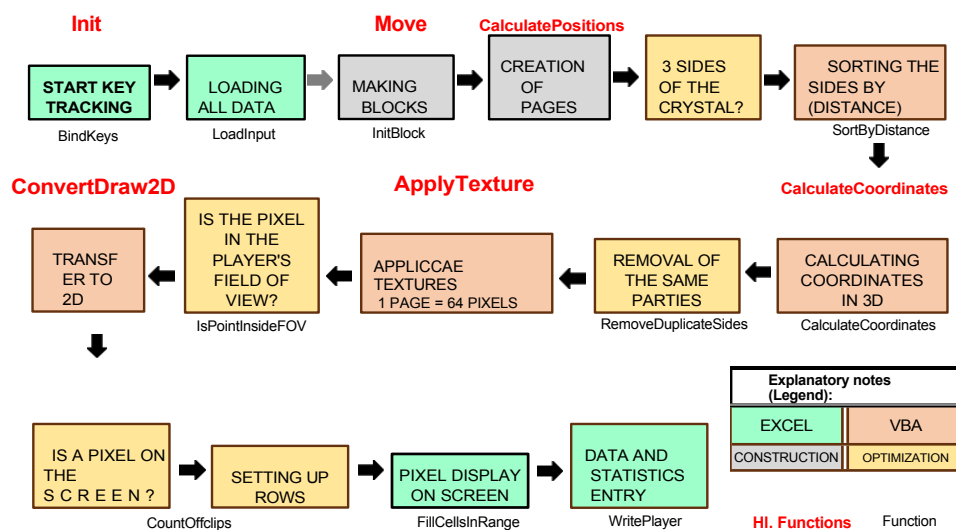 Init
Move
CalculatePositions
START KEY
TRACKING
BindKeys
LOADING
ALL DATA
LoadInput
MAKING
BLOCKS
InitBlock
CREATION
OF
PAGES
3 SIDES
OF THE
CRYSTAL?
SORTING THE
SIDES BY
(DISTANCE)
SortByDistance
ConvertDraw2D
ApplyTexture
CalculateCoordinates
TRANSF
ER TO
2D
IS THE PIXEL
IN THE
PLAYER'S
FIELD OF
VIEW?
IsPointInsideFOV
APPLICCAE
TEXTURES
1 PAGE = 64 PIXELS
REMOVAL OF
THE SAME
PARTIES
RemoveDuplicateSides
CALCULATING
COORDINATES
IN 3D
CalculateCoordinates
IS A PIXEL ON
THE
S C R E E N ?
CountOffclips
SETTING UP
ROWS
PIXEL DISPLAY
ON SCREEN
FillCellsInRange
DATA AND
STATISTICS
ENTRY
WritePlayer
Explanatory notes
(Legend):
EXCEL
VBA
CONSTRUCTION
OPTIMIZATION
HI. Functions
Function